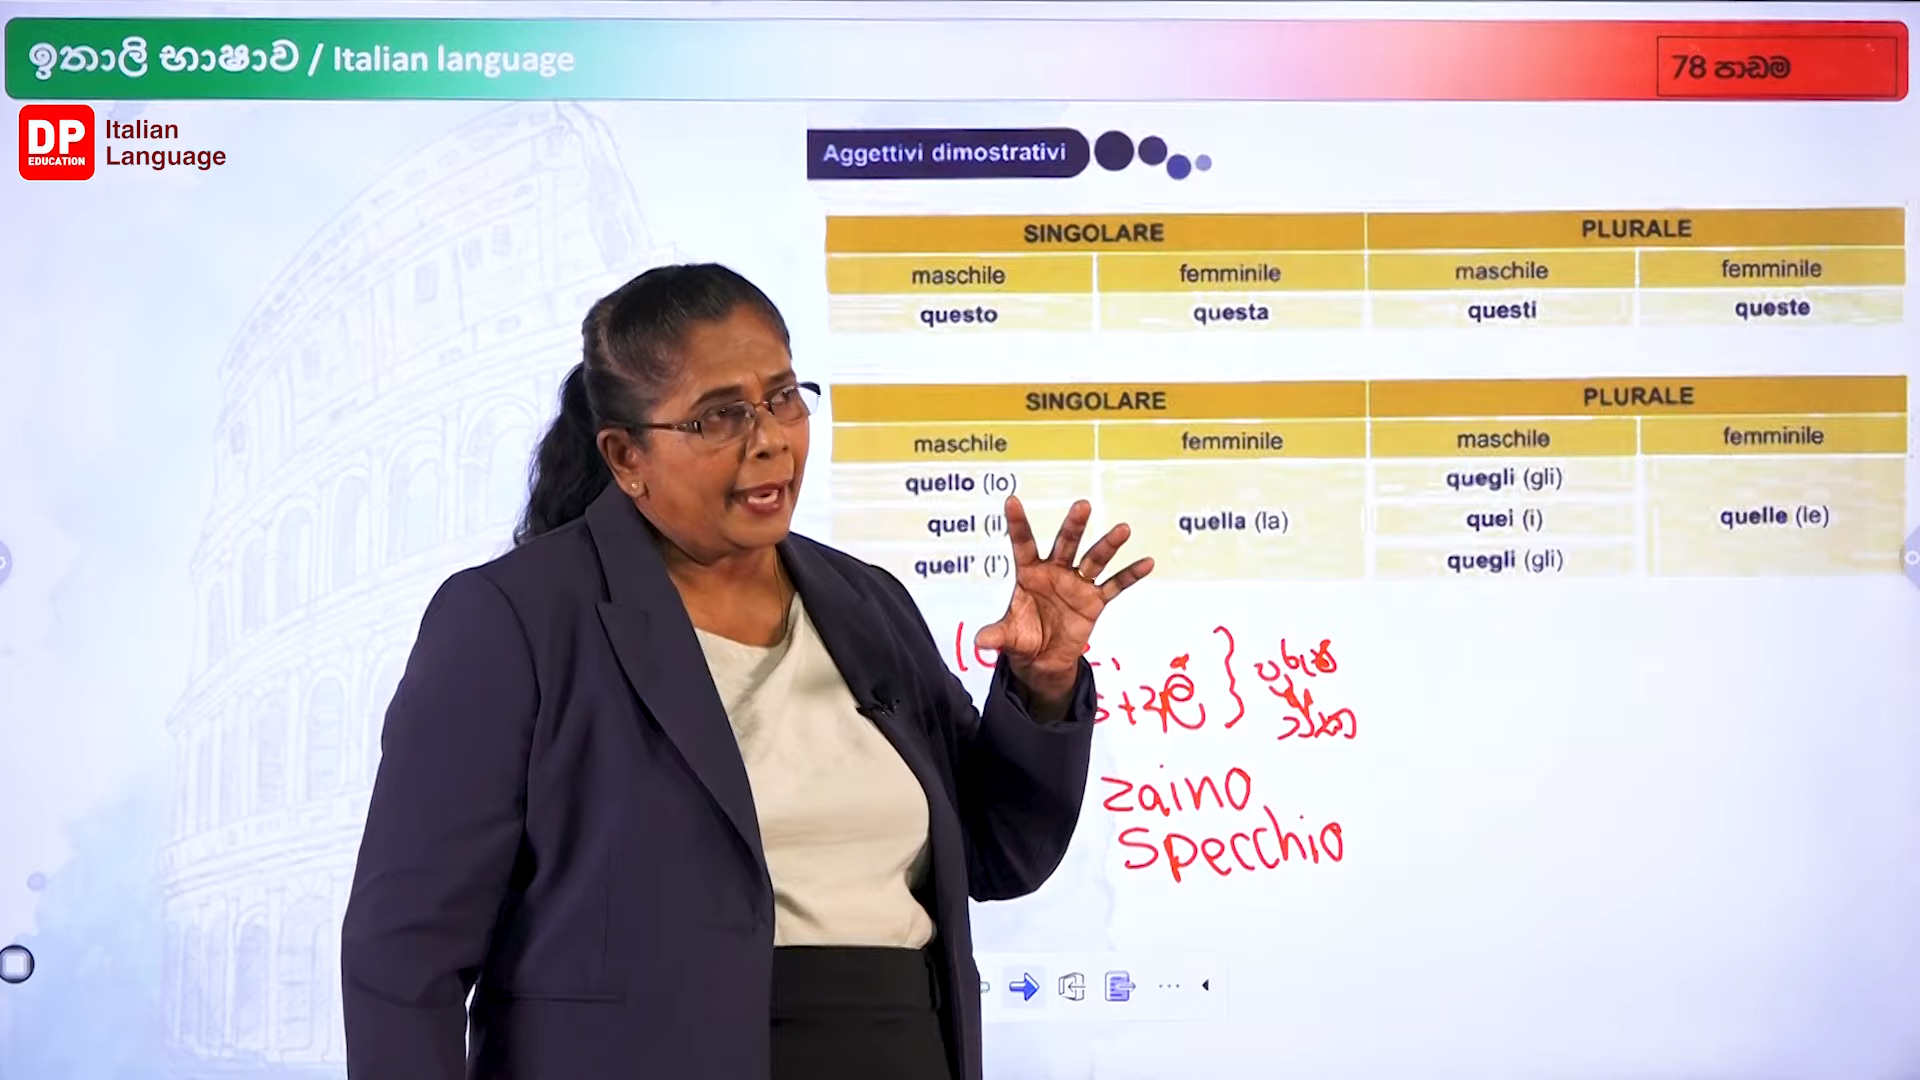 ඉතාලි භාෂාව / Italian language
78 පාඩම
DP
EDUCATION
Italian
Language
Aggettivi dimostrativi
SINGOLARE PLURALE
maschile femminile maschile femminile
questo questa questi queste
SINGOLARE PLURALE
maschile femminile maschile femminile
quello (lo) quegli (gli)
quel (il) quella (la) quei (i) quelle (le)
quell' (l') quegli (gli)
zaino
specchio